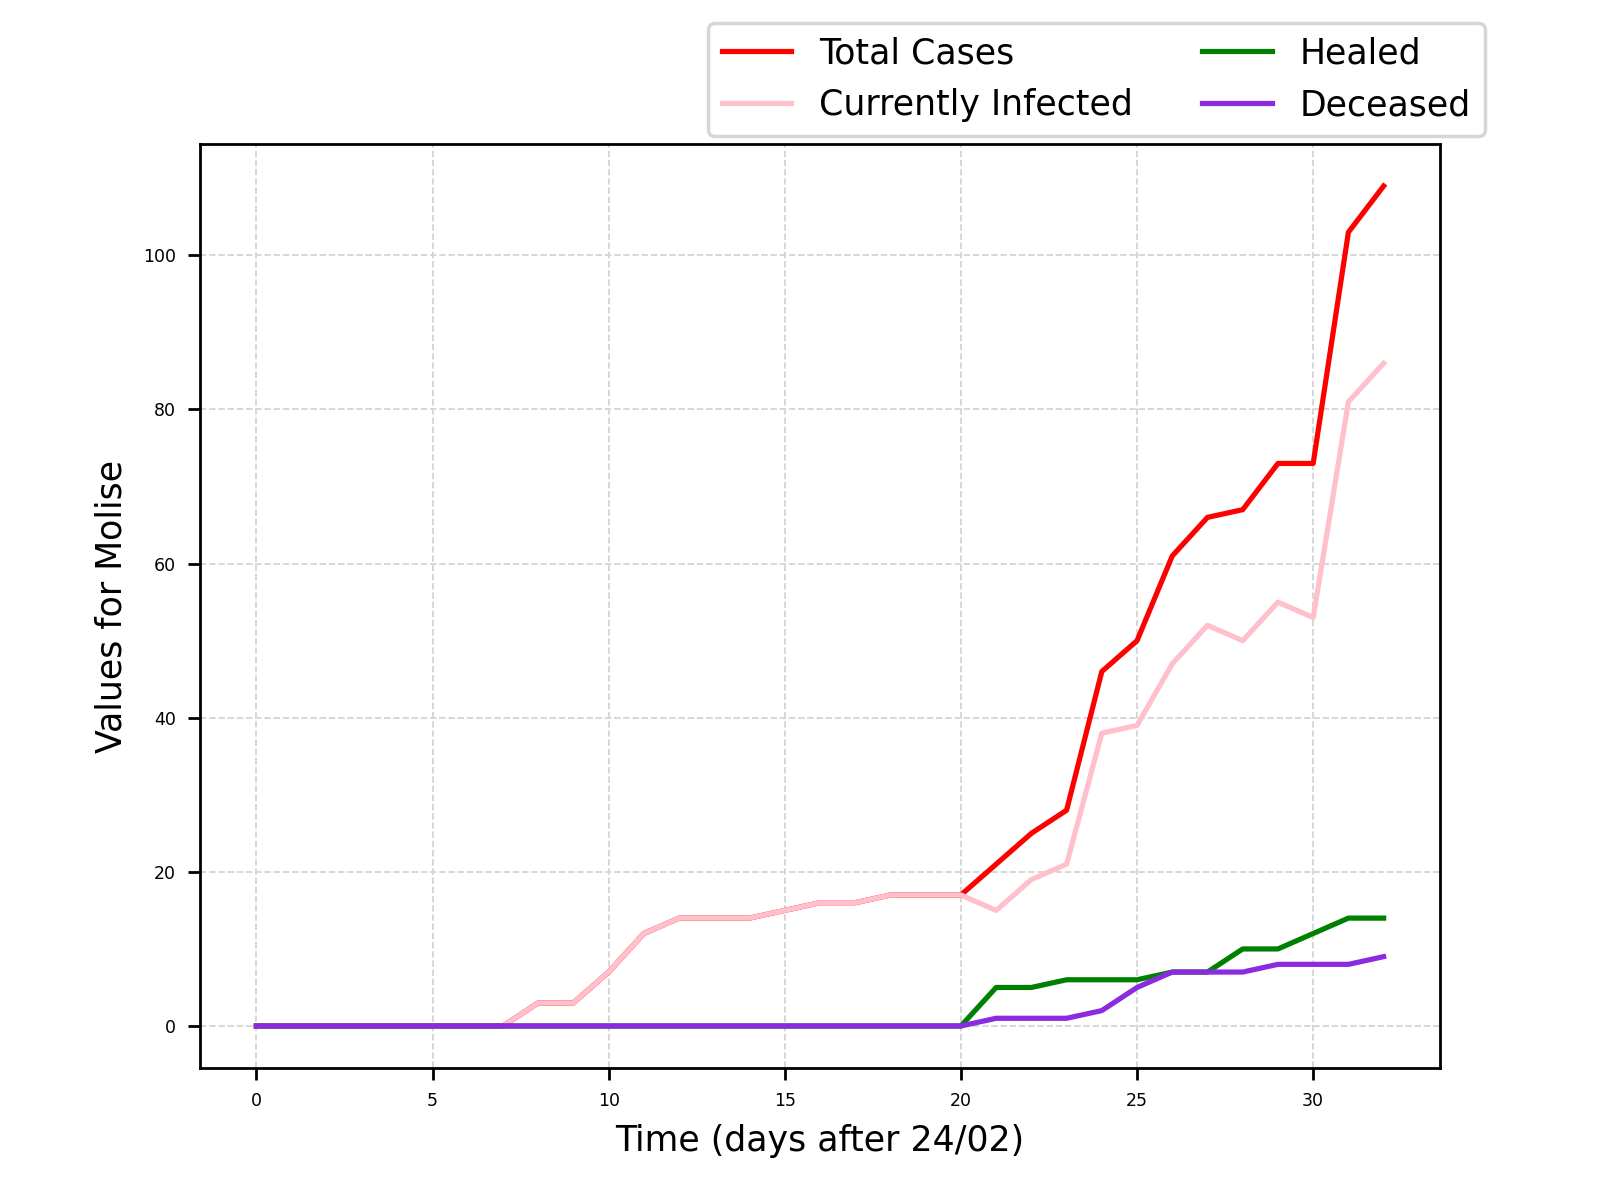 Total Cases
Currently Infected
Healed
Deceased
100
80
60
40
20
0
Values for Molise
0 5 10 15 20 25 30
Time (days after 24/02)